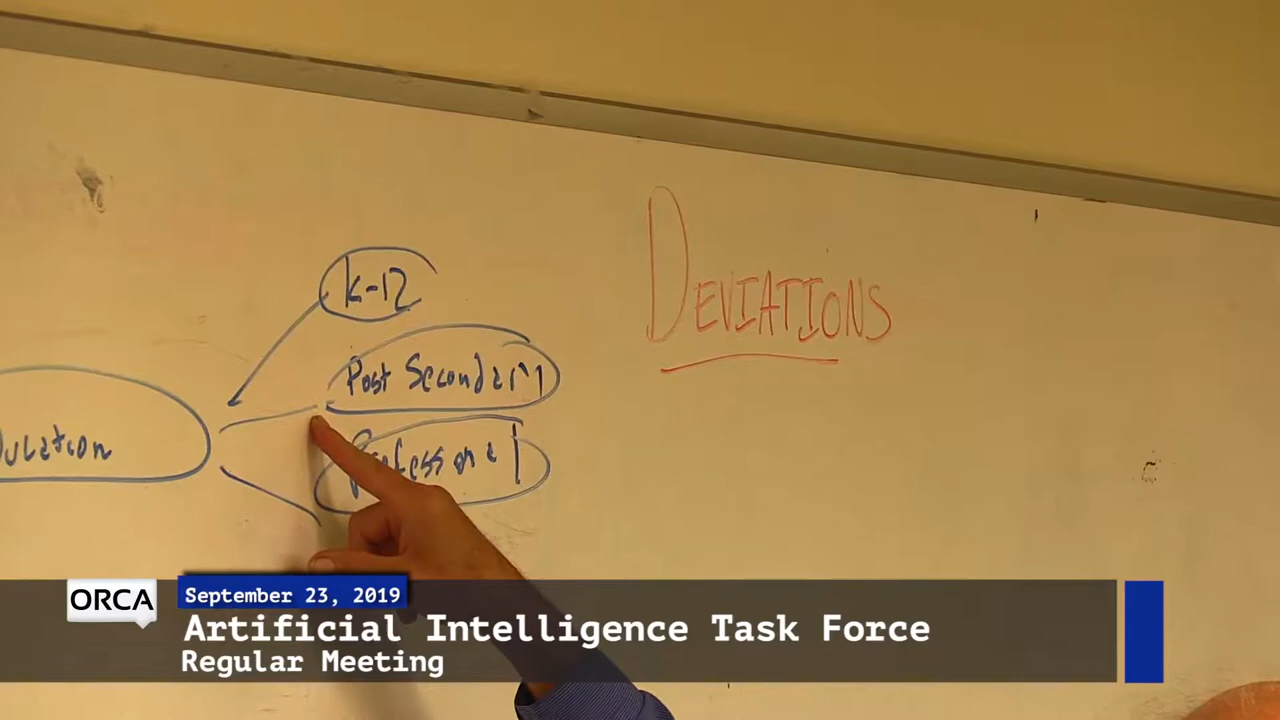 K-12
DEVIATIONS
Post Secondary
Professional
ORCA
September 23, 2019
Artificial Intelligence Task Force
Regular Meeting